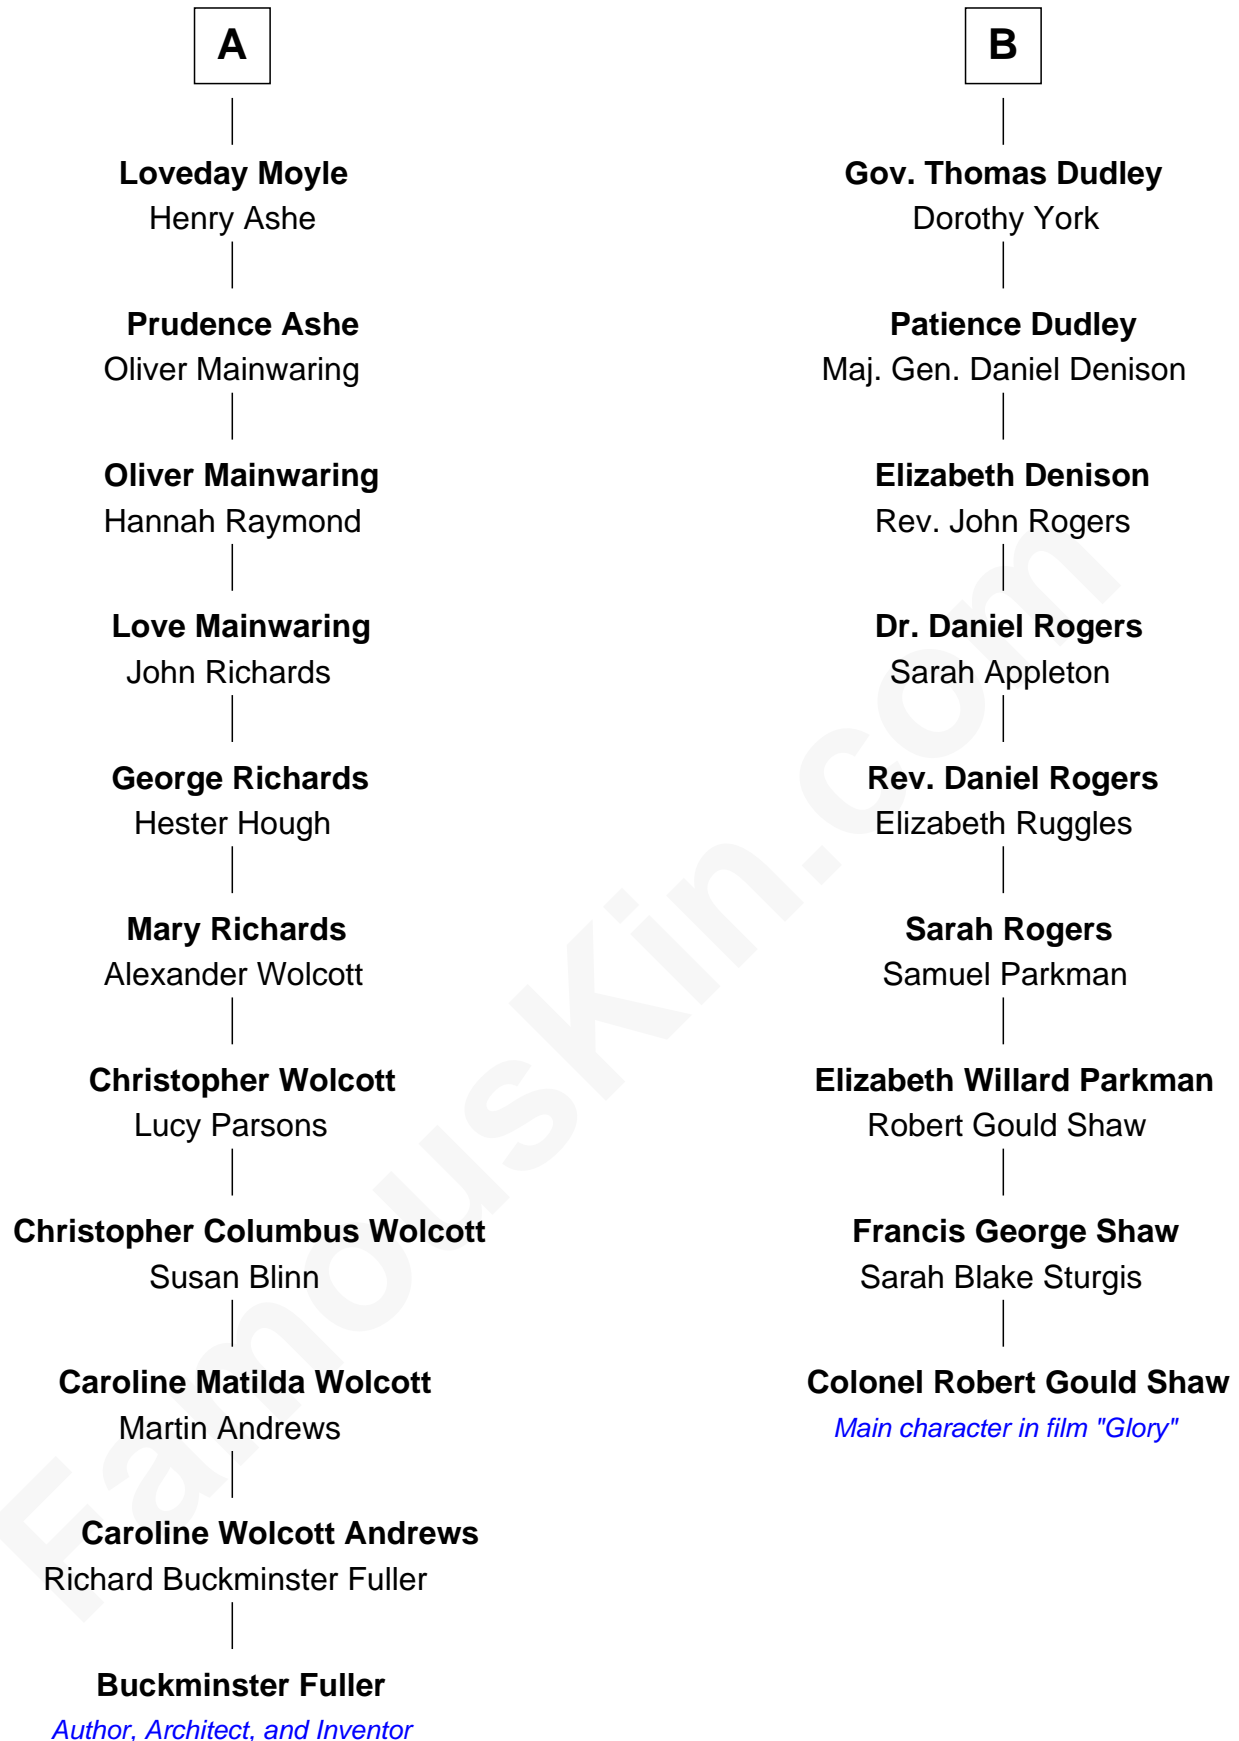 A
Loveday Moyle
Henry Ashe
Prudence Ashe
Oliver Mainwaring
Oliver Mainwaring
Hannah Raymond
Love Mainwaring
John Richards
George Richards
Hester Hough
Mary Richards
Alexander Wolcott
Christopher Wolcott
Lucy Parsons
Christopher Columbus Wolcott
Susan Blinn
Caroline Matilda Wolcott
Martin Andrews
Caroline Wolcott Andrews
Richard Buckminster Fuller
Buckminster Fuller
Author, Architect, and Inventor
B
Gov. Thomas Dudley
Dorothy York
Patience Dudley
Maj. Gen. Daniel Denison
Elizabeth Denison
Rev. John Rogers
Dr. Daniel Rogers
Sarah Appleton
Rev. Daniel Rogers
Elizabeth Ruggles
Sarah Rogers
Samuel Parkman
Elizabeth Willard Parkman
Robert Gould Shaw
Francis George Shaw
Sarah Blake Sturgis
Colonel Robert Gould Shaw
Main character in film "Glory"
FamousKin.com